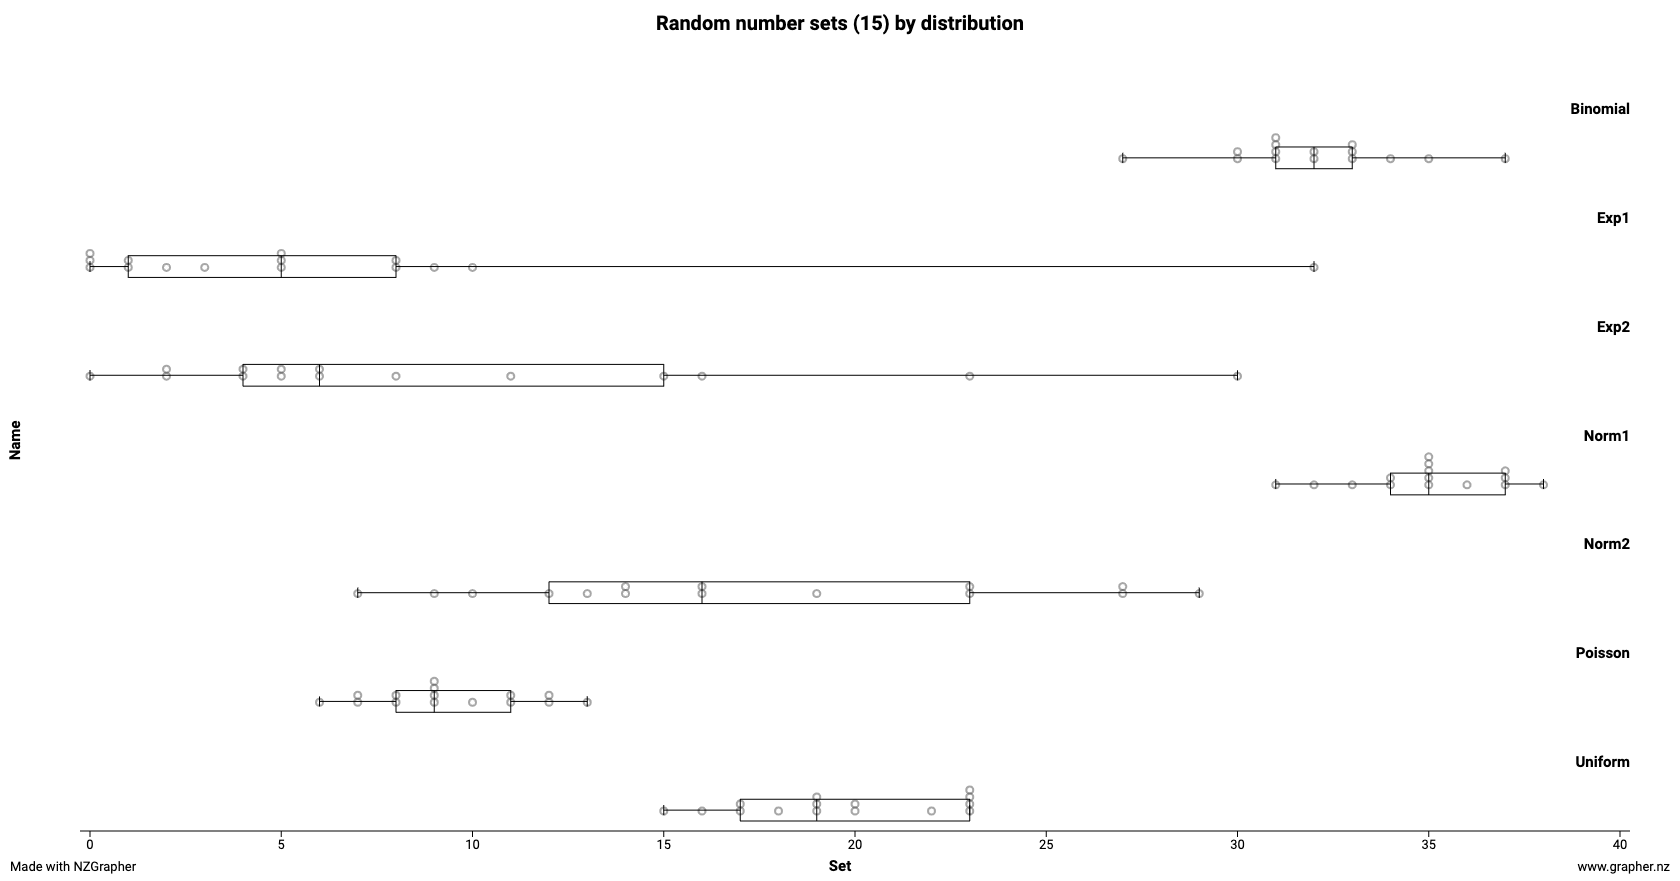 Random number sets (15) by distribution
Binomial
Exp1
Exp2
Name
Norm1
Norm2
Poisson
Uniform
0 5 10 15 20 25 30 35 40
Made with NZGrapher Set www.grapher.nz